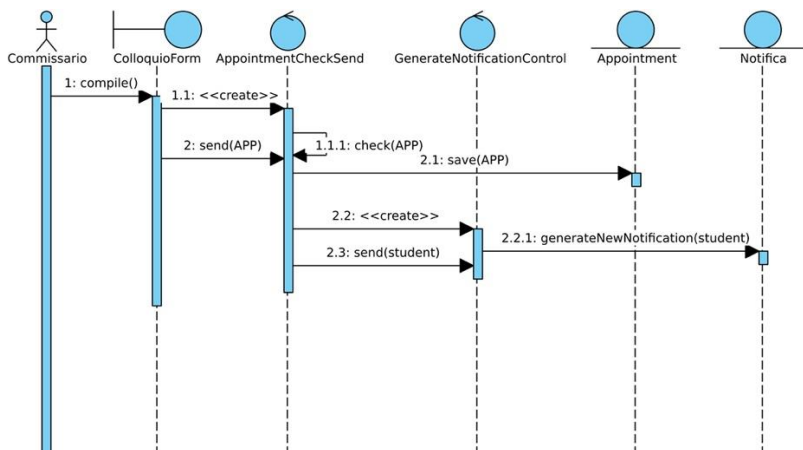 Commissario
ColloquioForm
AppointmentCheckSend
GenerateNotificationControl
Appointment
Notifica
1: compile()
1.1: <<create>>
1.1.1: check(APP)
2: send(APP)
2.1: save(APP)
2.2: <<create>>
2.2.1: generateNewNotification(student)
2.3: send(student)